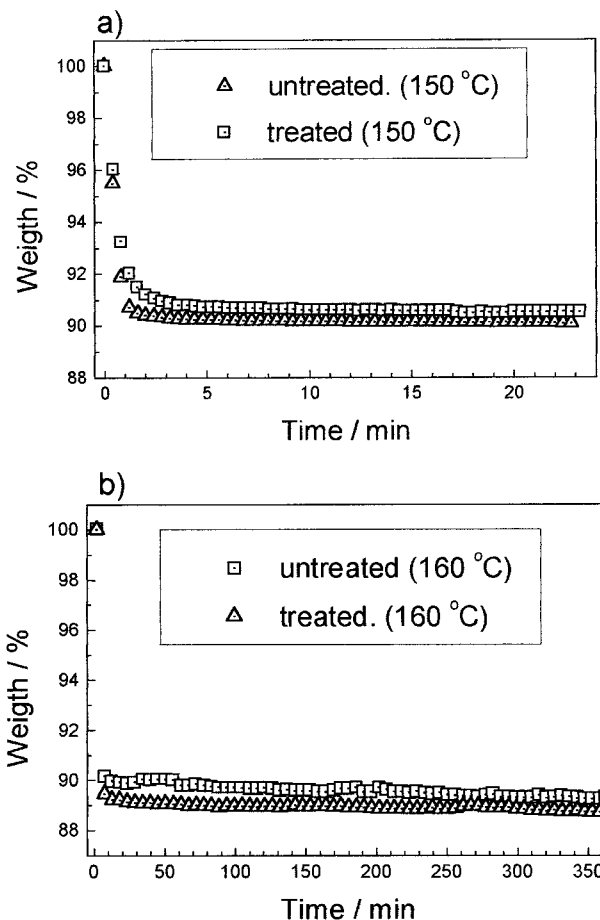 a)
untreated. (150 °C)
treated (150 °C)
100
98
96
94
92
90
88
Weigth / %
0 5 10 15 20
Time / min
b)
untreated (160 °C)
treated. (160 °C)
100
98
96
94
92
90
88
Weigth / %
0 50 100 150 200 250 300 350
Time / min